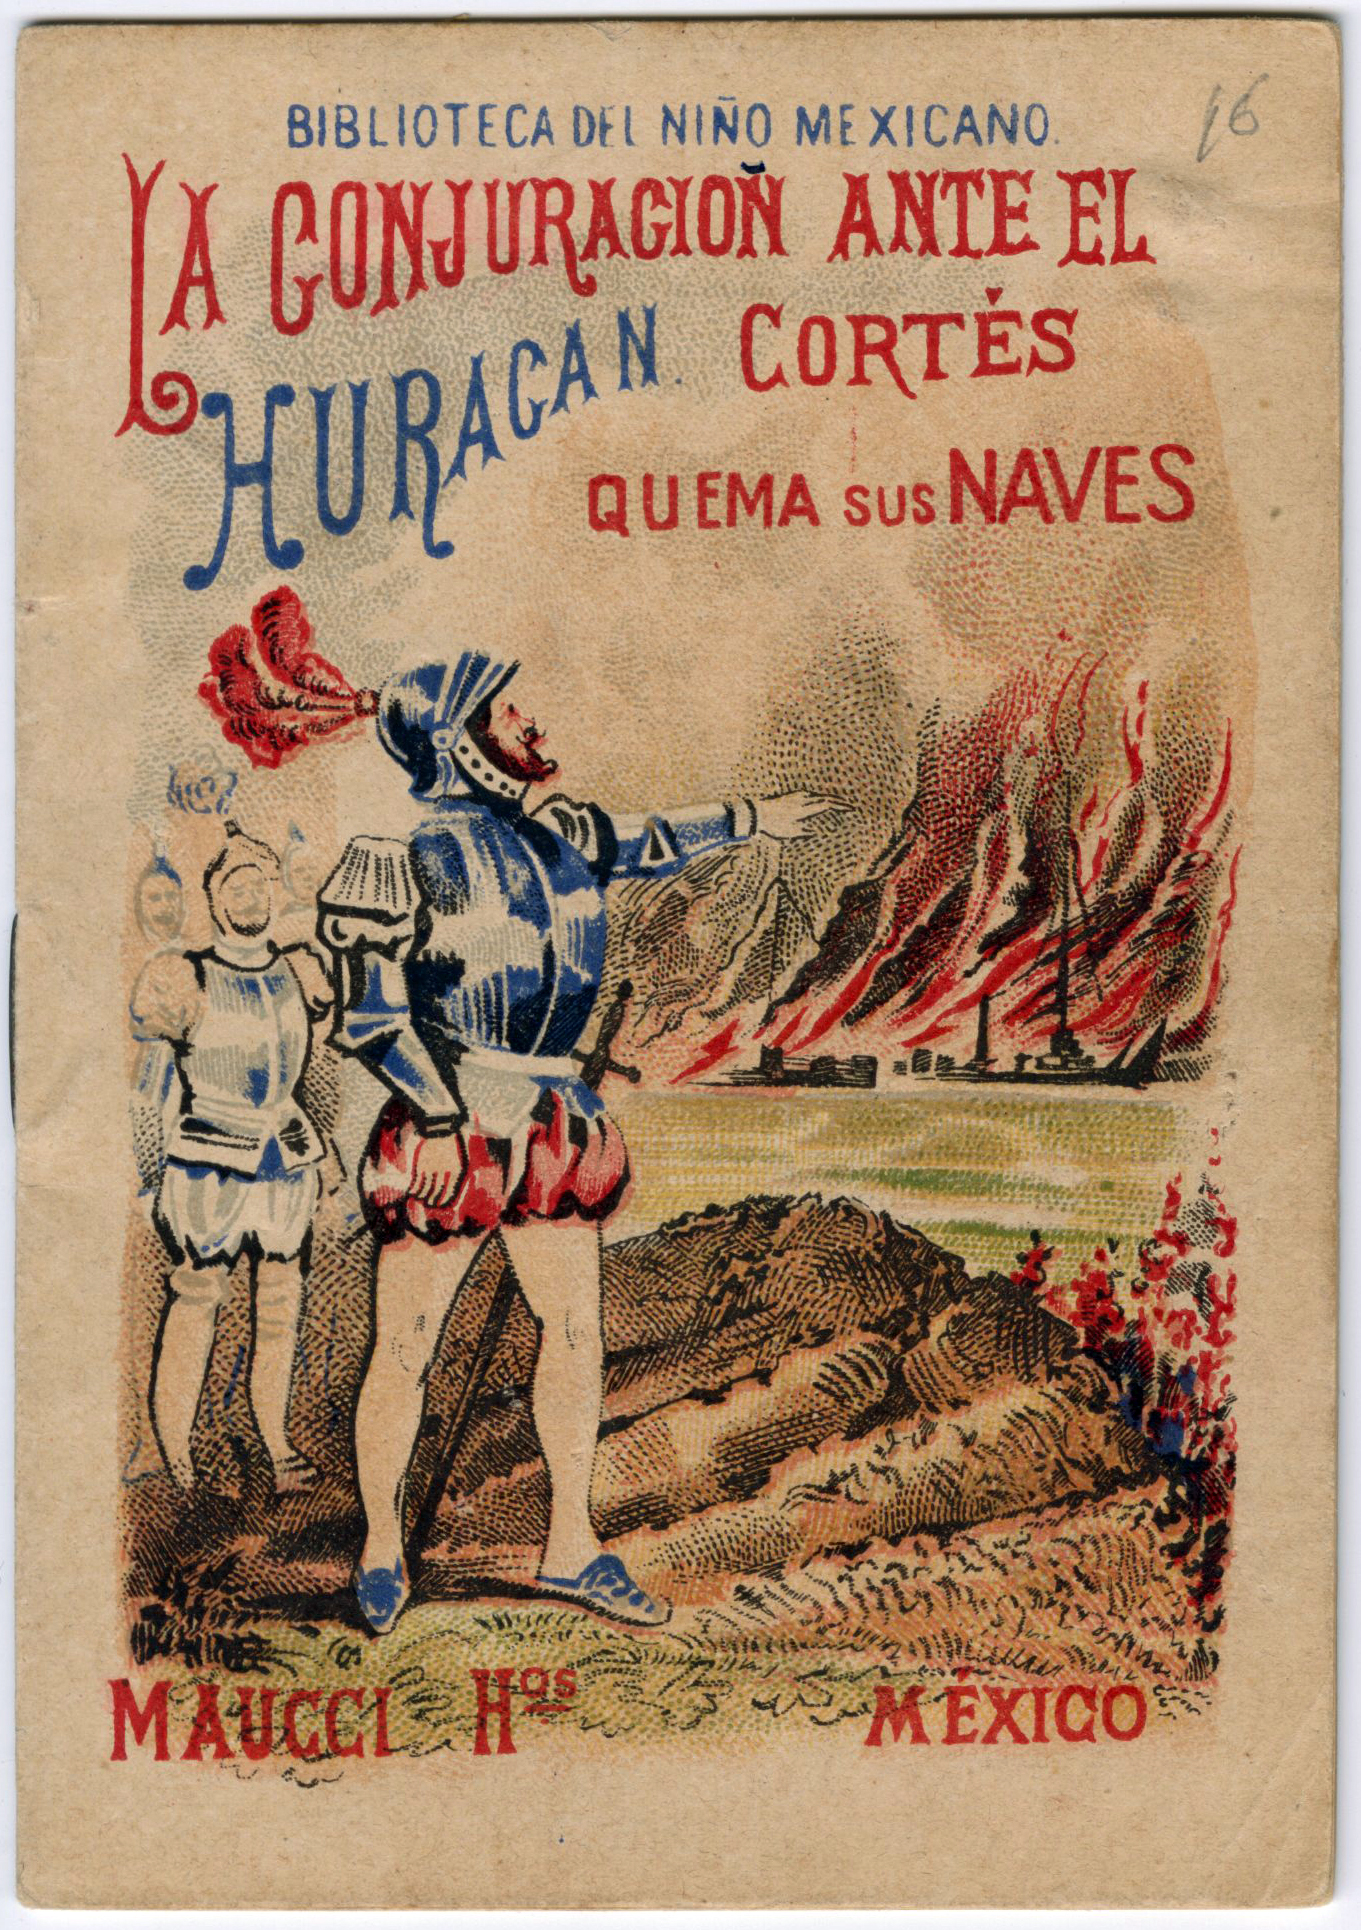 16
BIBLIOTECA DEL NIÑO MEXICANO.
LA CONJURACIOÑ ANTE EL
HURACAN. CORTÉS
QUEMA SUS NAVES
MAUCCI Hos MÉXICO